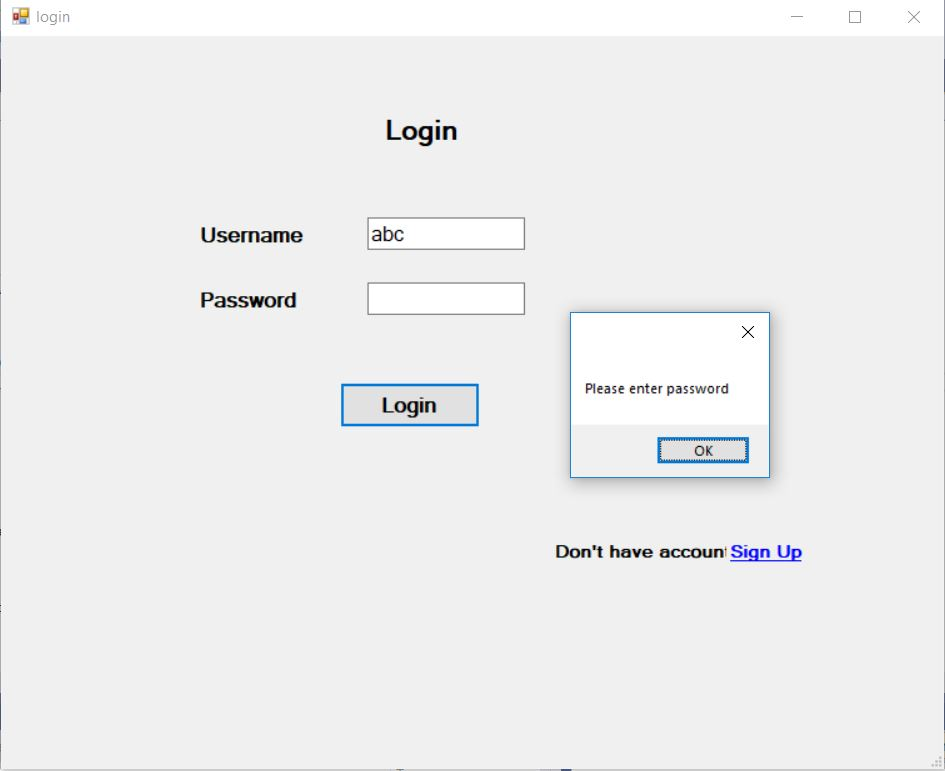 login
Login
Username abc
Password
Please enter password
Login
OK
Don't have account Sign Up